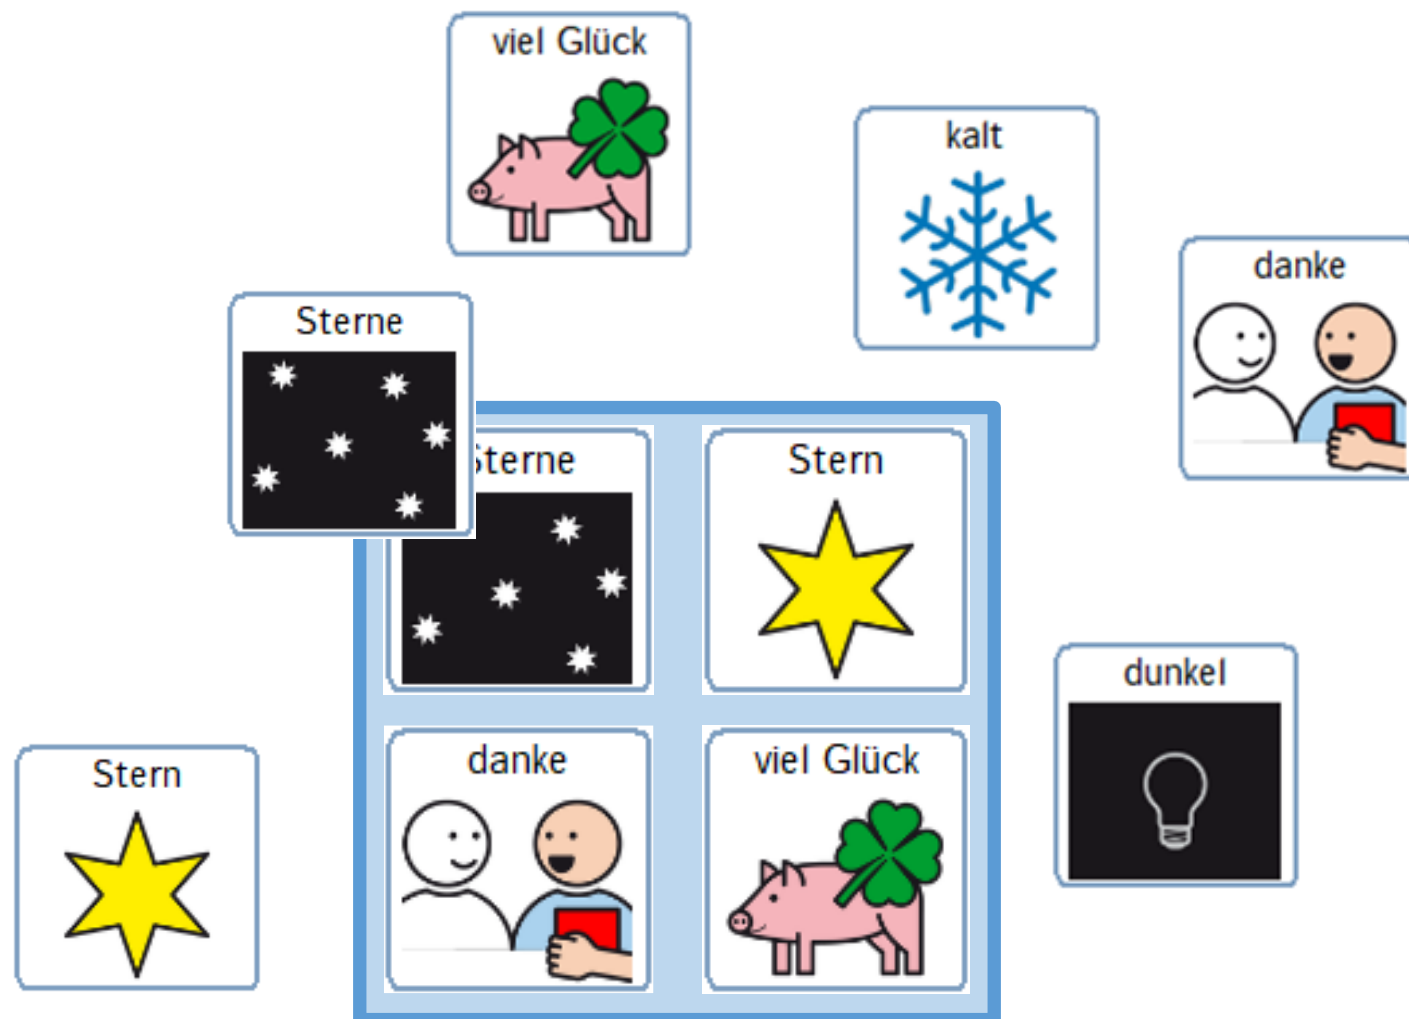 viel Glück
kalt
danke
Sterne
Sterne
Stern
dunkel
danke
viel Glück
Stern